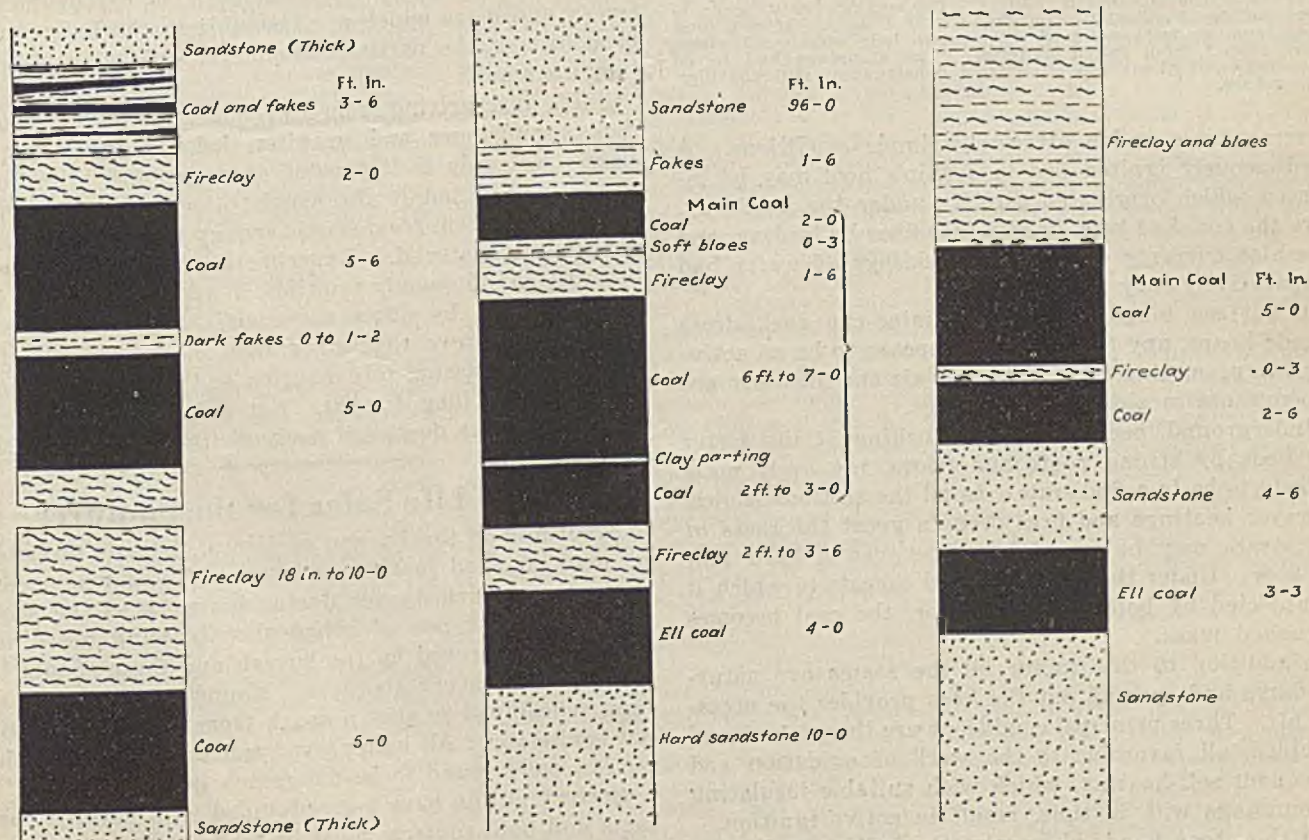 Sandstone (Thick)
Ft. In.
Coal and fakes 3-6
Fireclay 2-0
Coal 5-6
Dark fakes 0 to 1-2
Coal 5-0
Fireclay 18 in. to 10-0
Coal 5-0
Sandstone (Thick)
Ft. In.
Sandstone 96-0
Fakes 1-6
Main Coal
Coal 2-0
Soft blaes 0-3
Fireclay 1-6
Coal 6 ft. to 7-0
Clay parting
Coal 2 ft. to 3-0
Fireclay 2 ft. to 3-6
Ell coal 4-0
Hard sandstone 10-0
Fireclay and blaes
Main Coal Ft. In.
Coal 5-0
Fireclay 0-3
Coal 2-6
Sandstone 4-6
Ell coal 3-3
Sandstone